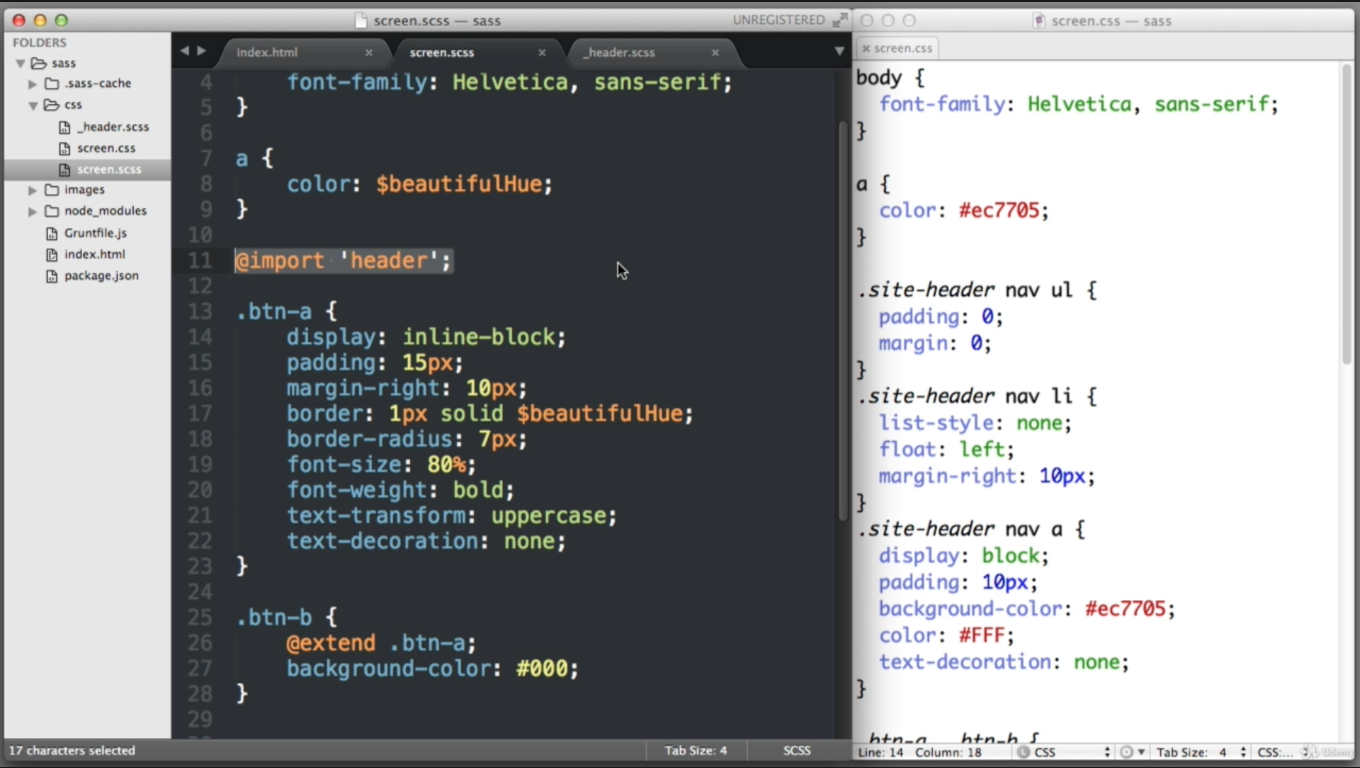 screen.scss — sass
UNREGISTERED
screen.css — sass
FOLDERS
sass
.sass-cache
css
_header.scss
screen.css
screen.scss
images
node_modules
Gruntfile.js
index.html
package.json
index.html ×
screen.scss ×
_header.scss ×
4 font-family: Helvetica, sans-serif;
5 }
6
7 a {
8 color: $beautifulHue;
9 }
10
11 @import 'header';
12
13 .btn-a {
14 display: inline-block;
15 padding: 15px;
16 margin-right: 10px;
17 border: 1px solid $beautifulHue;
18 border-radius: 7px;
19 font-size: 80%;
20 font-weight: bold;
21 text-transform: uppercase;
22 text-decoration: none;
23 }
24
25 .btn-b {
26 @extend .btn-a;
27 background-color: #000;
28 }
29
17 characters selected
Tab Size: 4
SCSS
× screen.css
body {
font-family: Helvetica, sans-serif;
}
a {
color: #ec7705;
}
.site-header nav ul {
padding: 0;
margin: 0;
}
.site-header nav li {
list-style: none;
float: left;
margin-right: 10px;
}
.site-header nav a {
display: block;
padding: 10px;
background-color: #ec7705;
color: #FFF;
text-decoration: none;
}
.btn-a, .btn-b {
Line: 14 Column: 18
L CSS
Tab Size: 4
CSS:...
Udemy